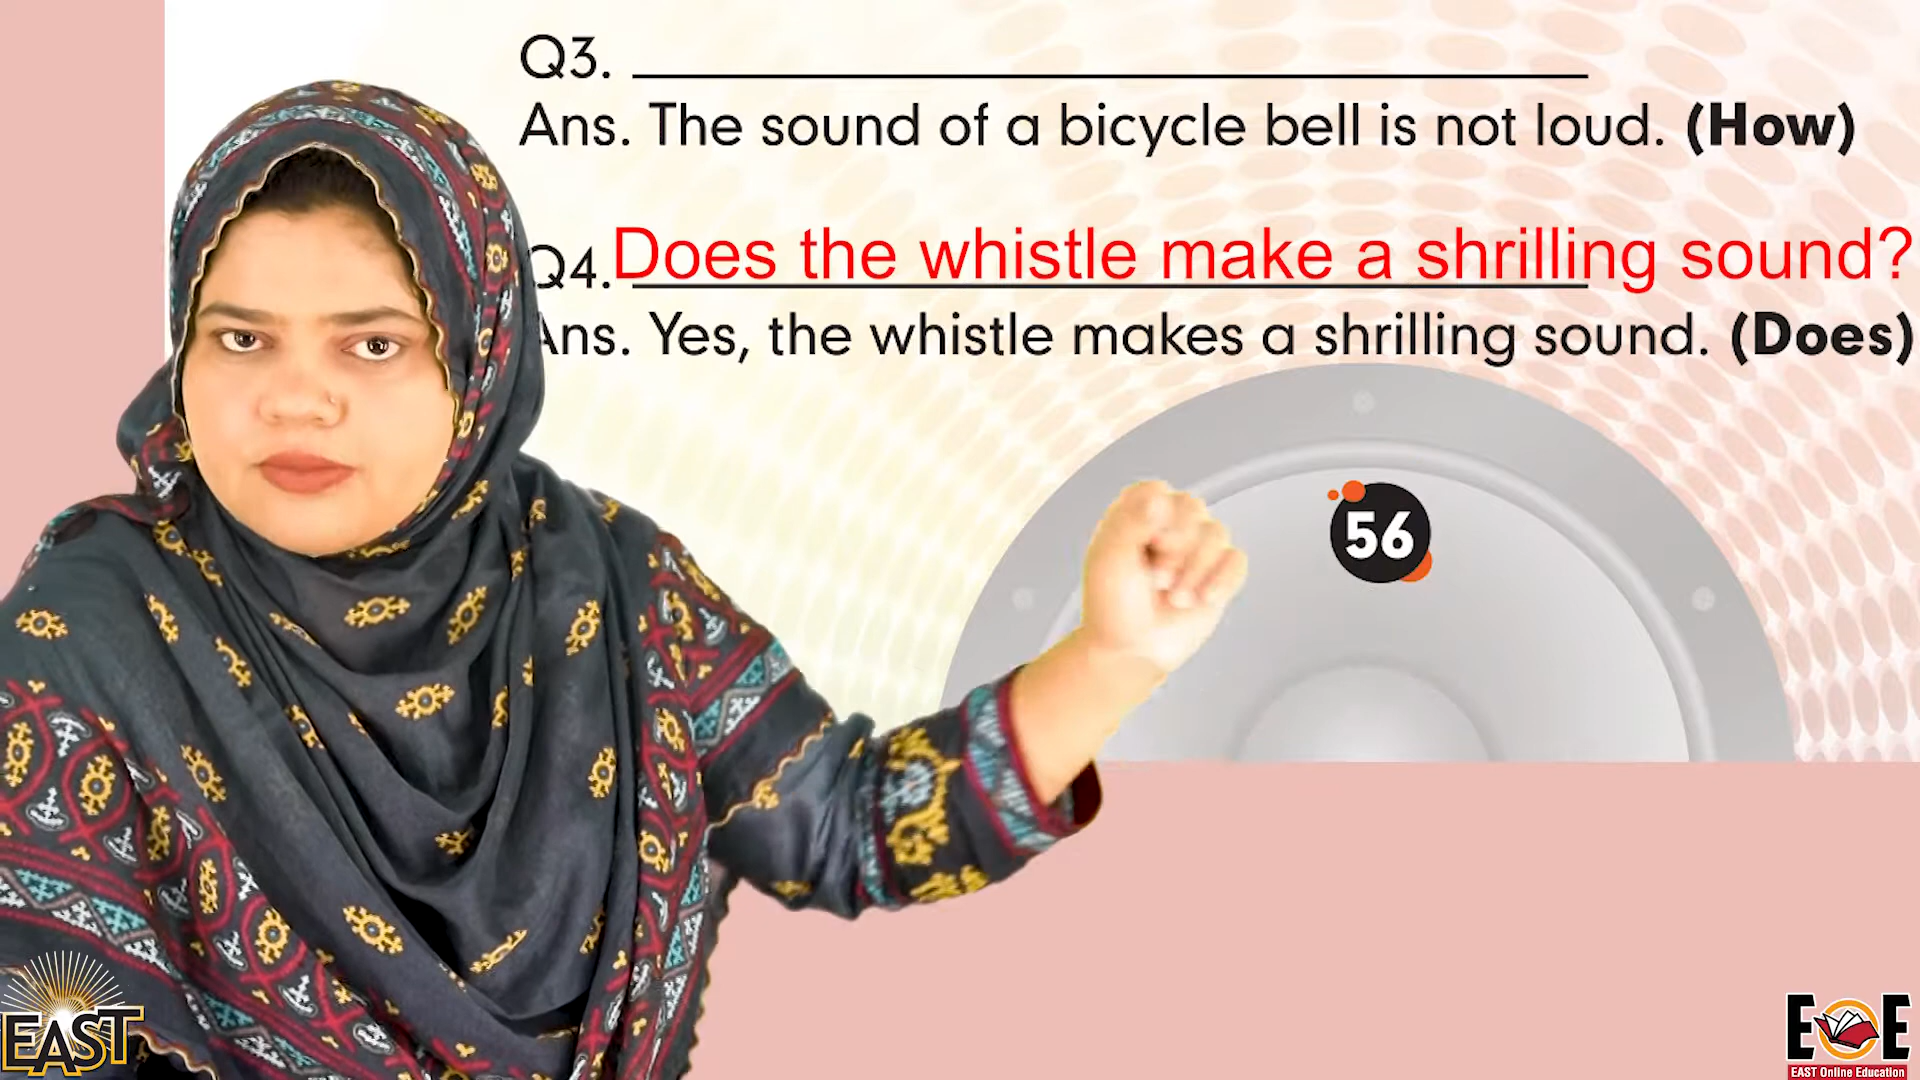 Q3.
Ans. The sound of a bicycle bell is not loud. (How)
Q4. Does the whistle make a shrilling sound?
Ans. Yes, the whistle makes a shrilling sound. (Does)
56
EAST
EOE
EAST Online Education